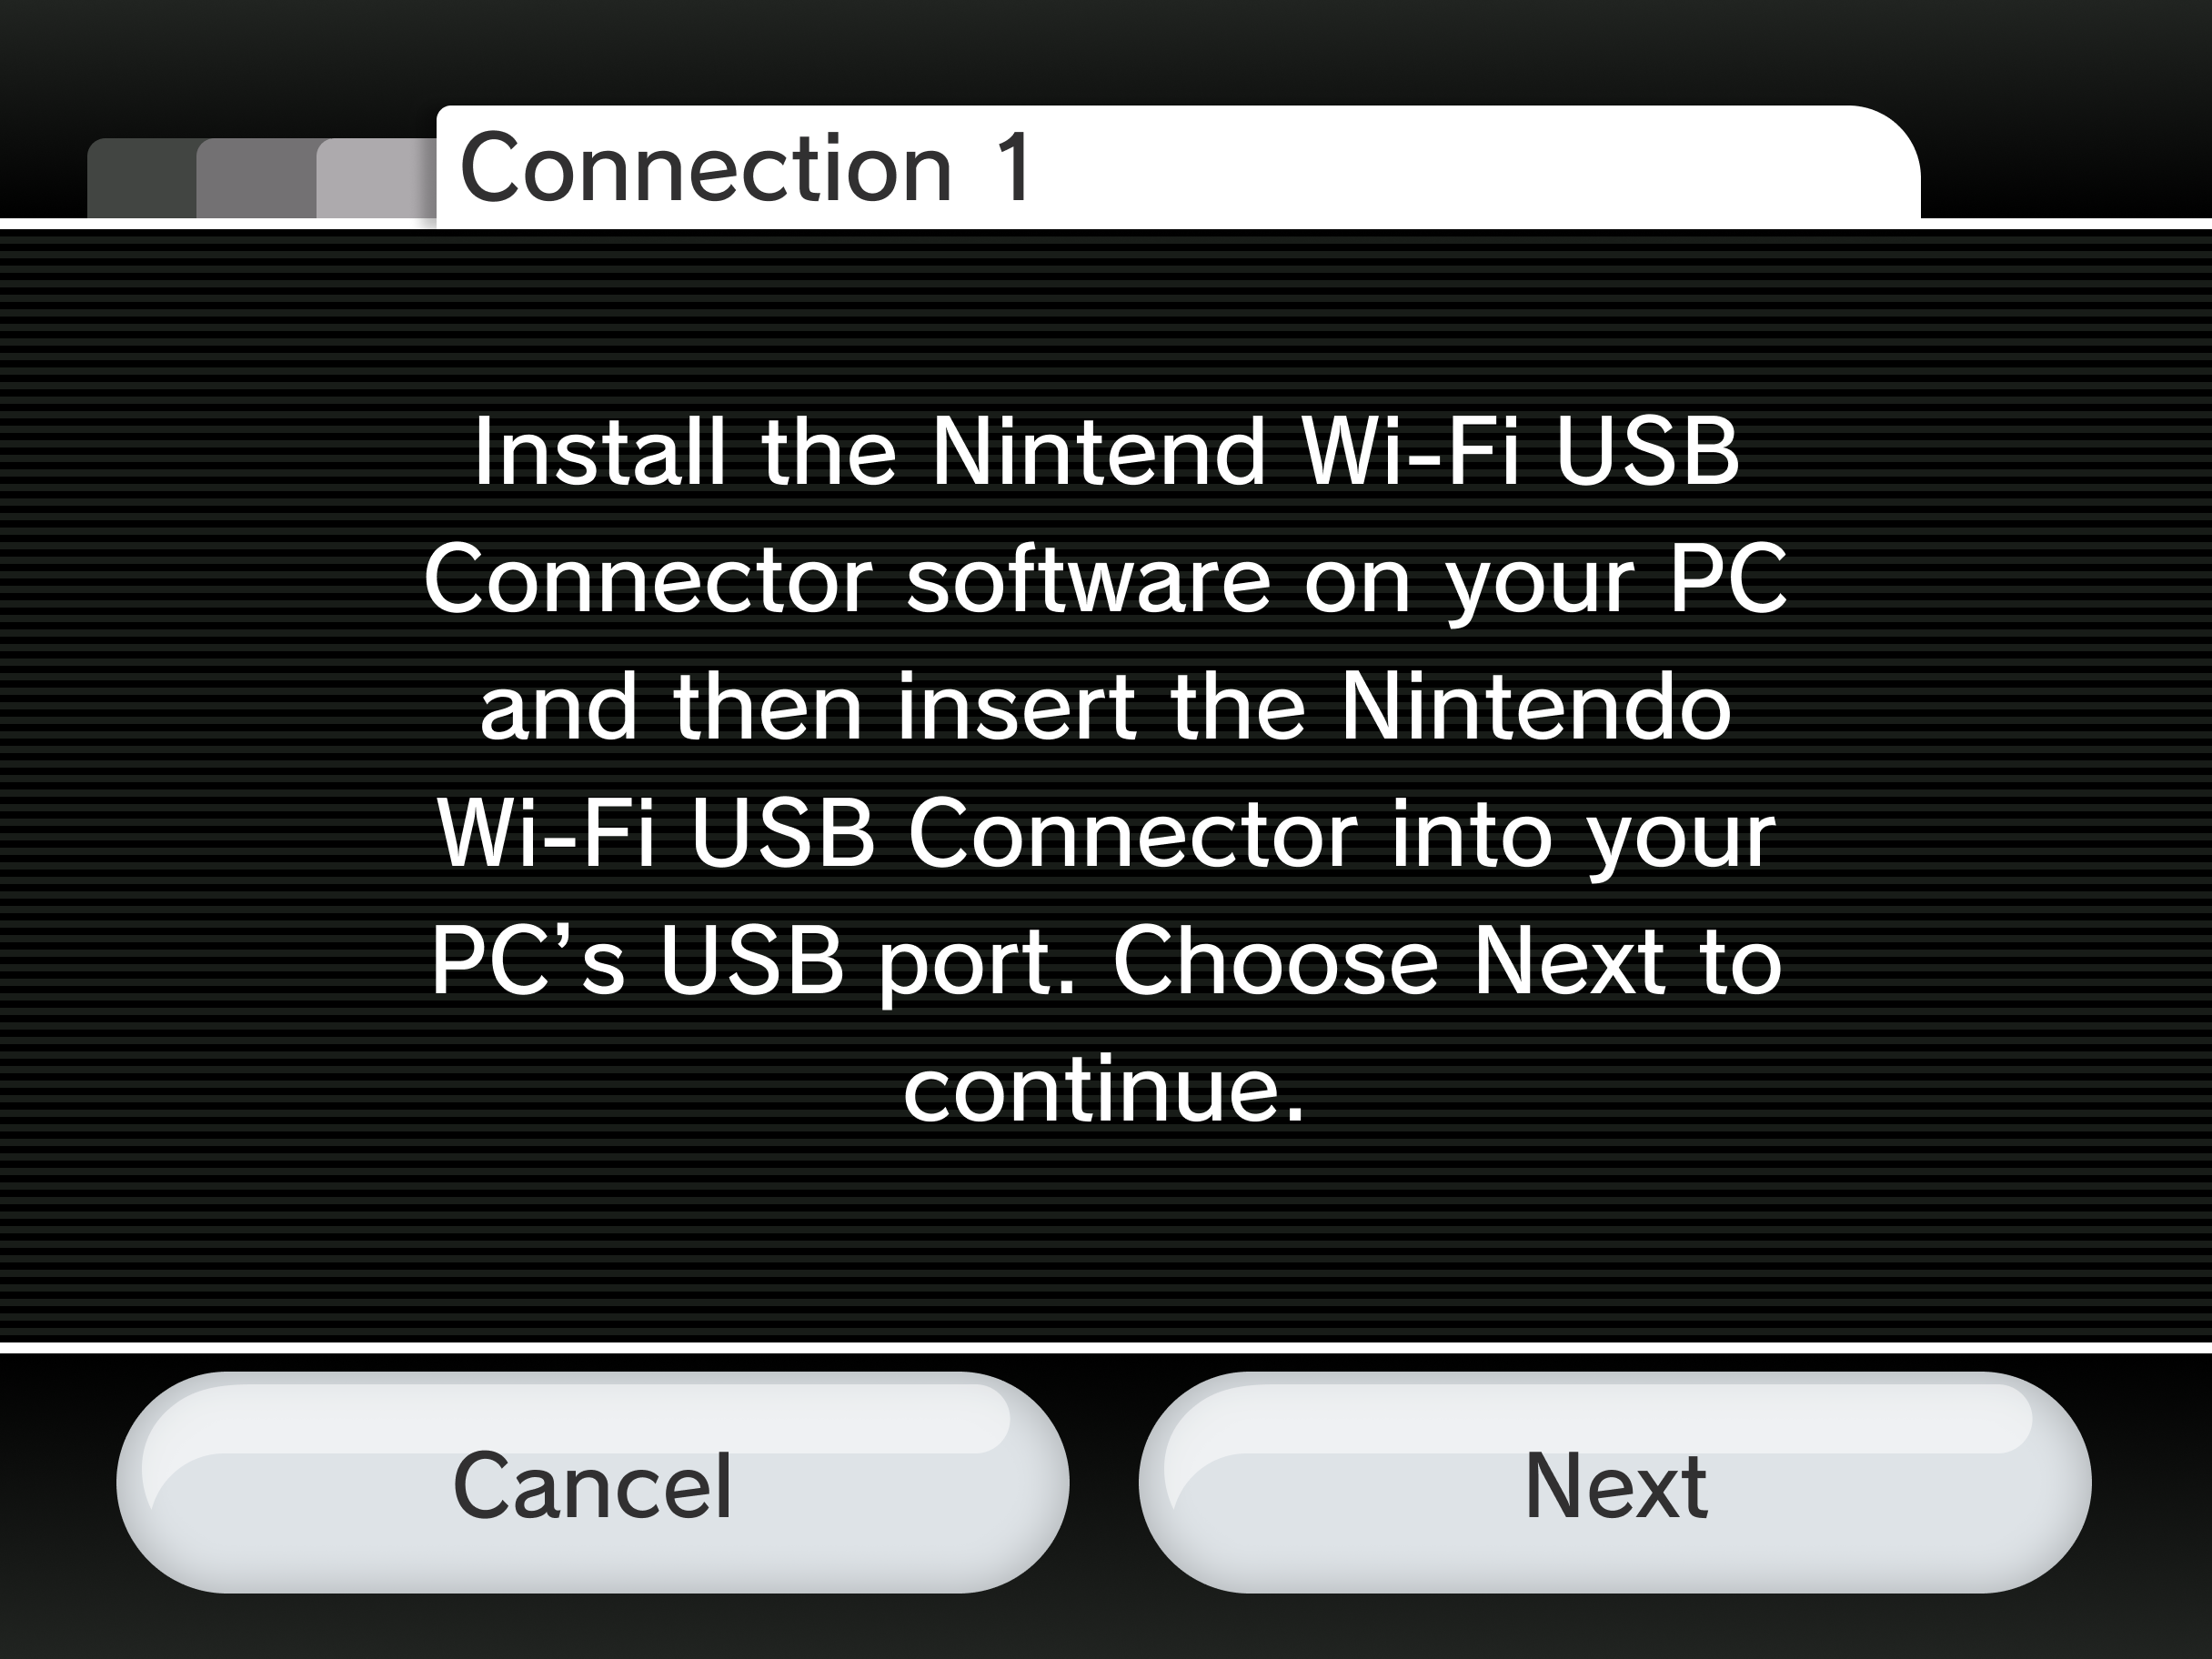 Connection 1
Install the Nintend Wi-Fi USB
Connector software on your PC
and then insert the Nintendo
Wi-Fi USB Connector into your
PC’s USB port. Choose Next to
continue.
Cancel
Next